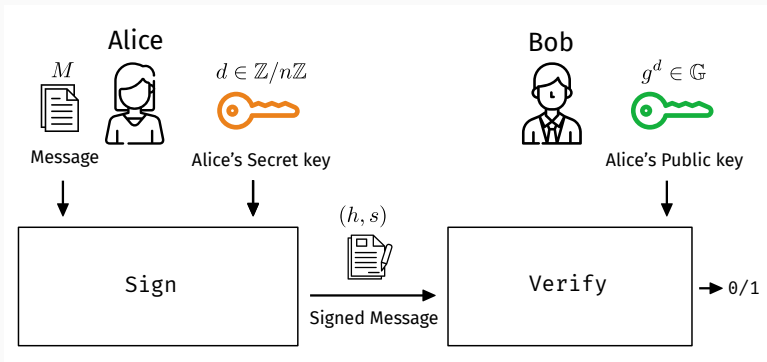 Alice
Bob
M
d ∈ ℤ/nℤ
g^d ∈ 𝔾
Message
Alice's Secret key
Alice's Public key
(h, s)
Sign
Verify
0/1
Signed Message